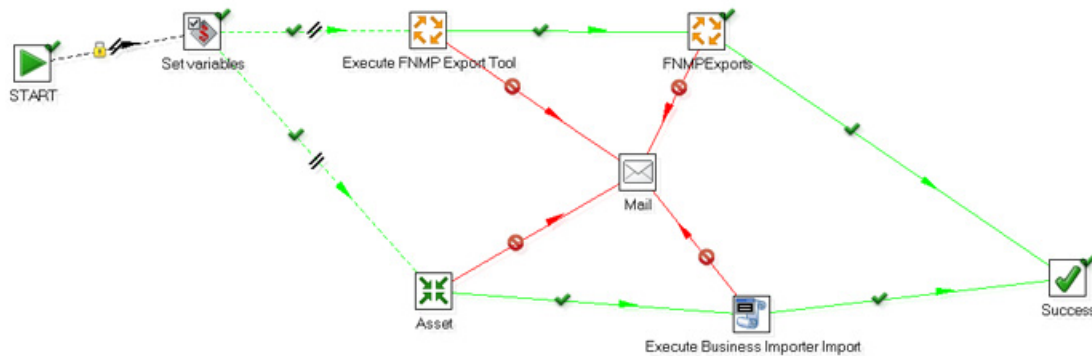 START
Set variables
Execute FNMP Export Tool
FNMPExports
Mail
Asset
Execute Business Importer Import
Success